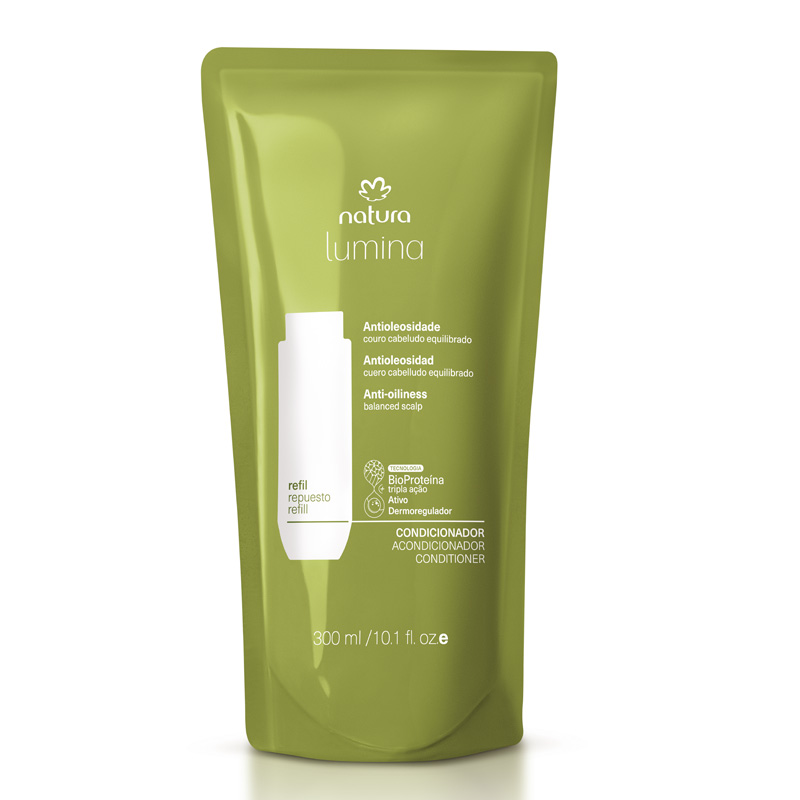 natura
lumina
Antioleosidade
couro cabeludo equilibrado
Antioleosidad
cuero cabelludo equilibrado
Anti-oiliness
balanced scalp
TECNOLOGIA
BioProteína
+ tripla ação
Ativo
Dermoregulador
refil
repuesto
refill
CONDICIONADOR
ACONDICIONADOR
CONDITIONER
300 ml /10.1 fl. oz.e